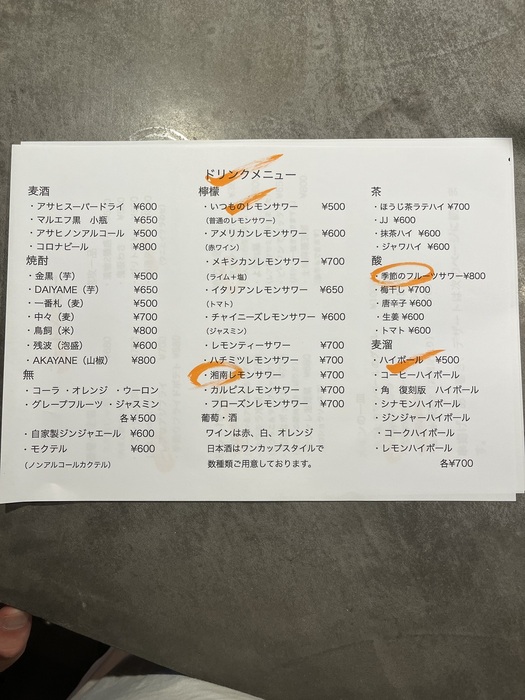 ドリンクメニュー
麦酒
・アサヒスーパードライ ¥600
・マルエフ黒 小瓶 ¥650
・アサヒノンアルコール ¥500
・コロナビール ¥800
焼酎
・金黒（芋） ¥500
・DAIYAME（芋） ¥650
・一番札（麦） ¥500
・中々（麦） ¥700
・鳥飼（米） ¥800
・残波（泡盛） ¥600
・AKAYANE（山椒） ¥800
無
・コーラ ・オレンジ ・ウーロン
・グレープフルーツ ・ジャスミン
各¥500
・自家製ジンジャエール ¥600
・モクテル ¥600
（ノンアルコールカクテル）
檸檬
・いつものレモンサワー ¥500
（普通のレモンサワー）
・アメリカンレモンサワー ¥600
（赤ワイン）
・メキシカンレモンサワー ¥700
（ライム＋塩）
・イタリアンレモンサワー ¥650
（トマト）
・チャイニーズレモンサワー ¥600
（ジャスミン）
・レモンティーサワー ¥700
・ハチミツレモンサワー ¥700
・湘南レモンサワー ¥700
・カルピスレモンサワー ¥700
・フローズンレモンサワー ¥700
葡萄・酒
ワインは赤、白、オレンジ
日本酒はワンカップスタイルで
数種類ご用意しております。
茶
・ほうじ茶ラテハイ ¥700
・JJ ¥600
・抹茶ハイ ¥600
・ジャワハイ ¥600
酸
・季節のフルーツサワー¥800
・梅干し ¥700
・唐辛子 ¥600
・生姜 ¥600
・トマト ¥600
麦溜
・ハイボール ¥500
・コーヒーハイボール
・角 復刻版 ハイボール
・シナモンハイボール
・ジンジャーハイボール
・コークハイボール
・レモンハイボール
各¥700